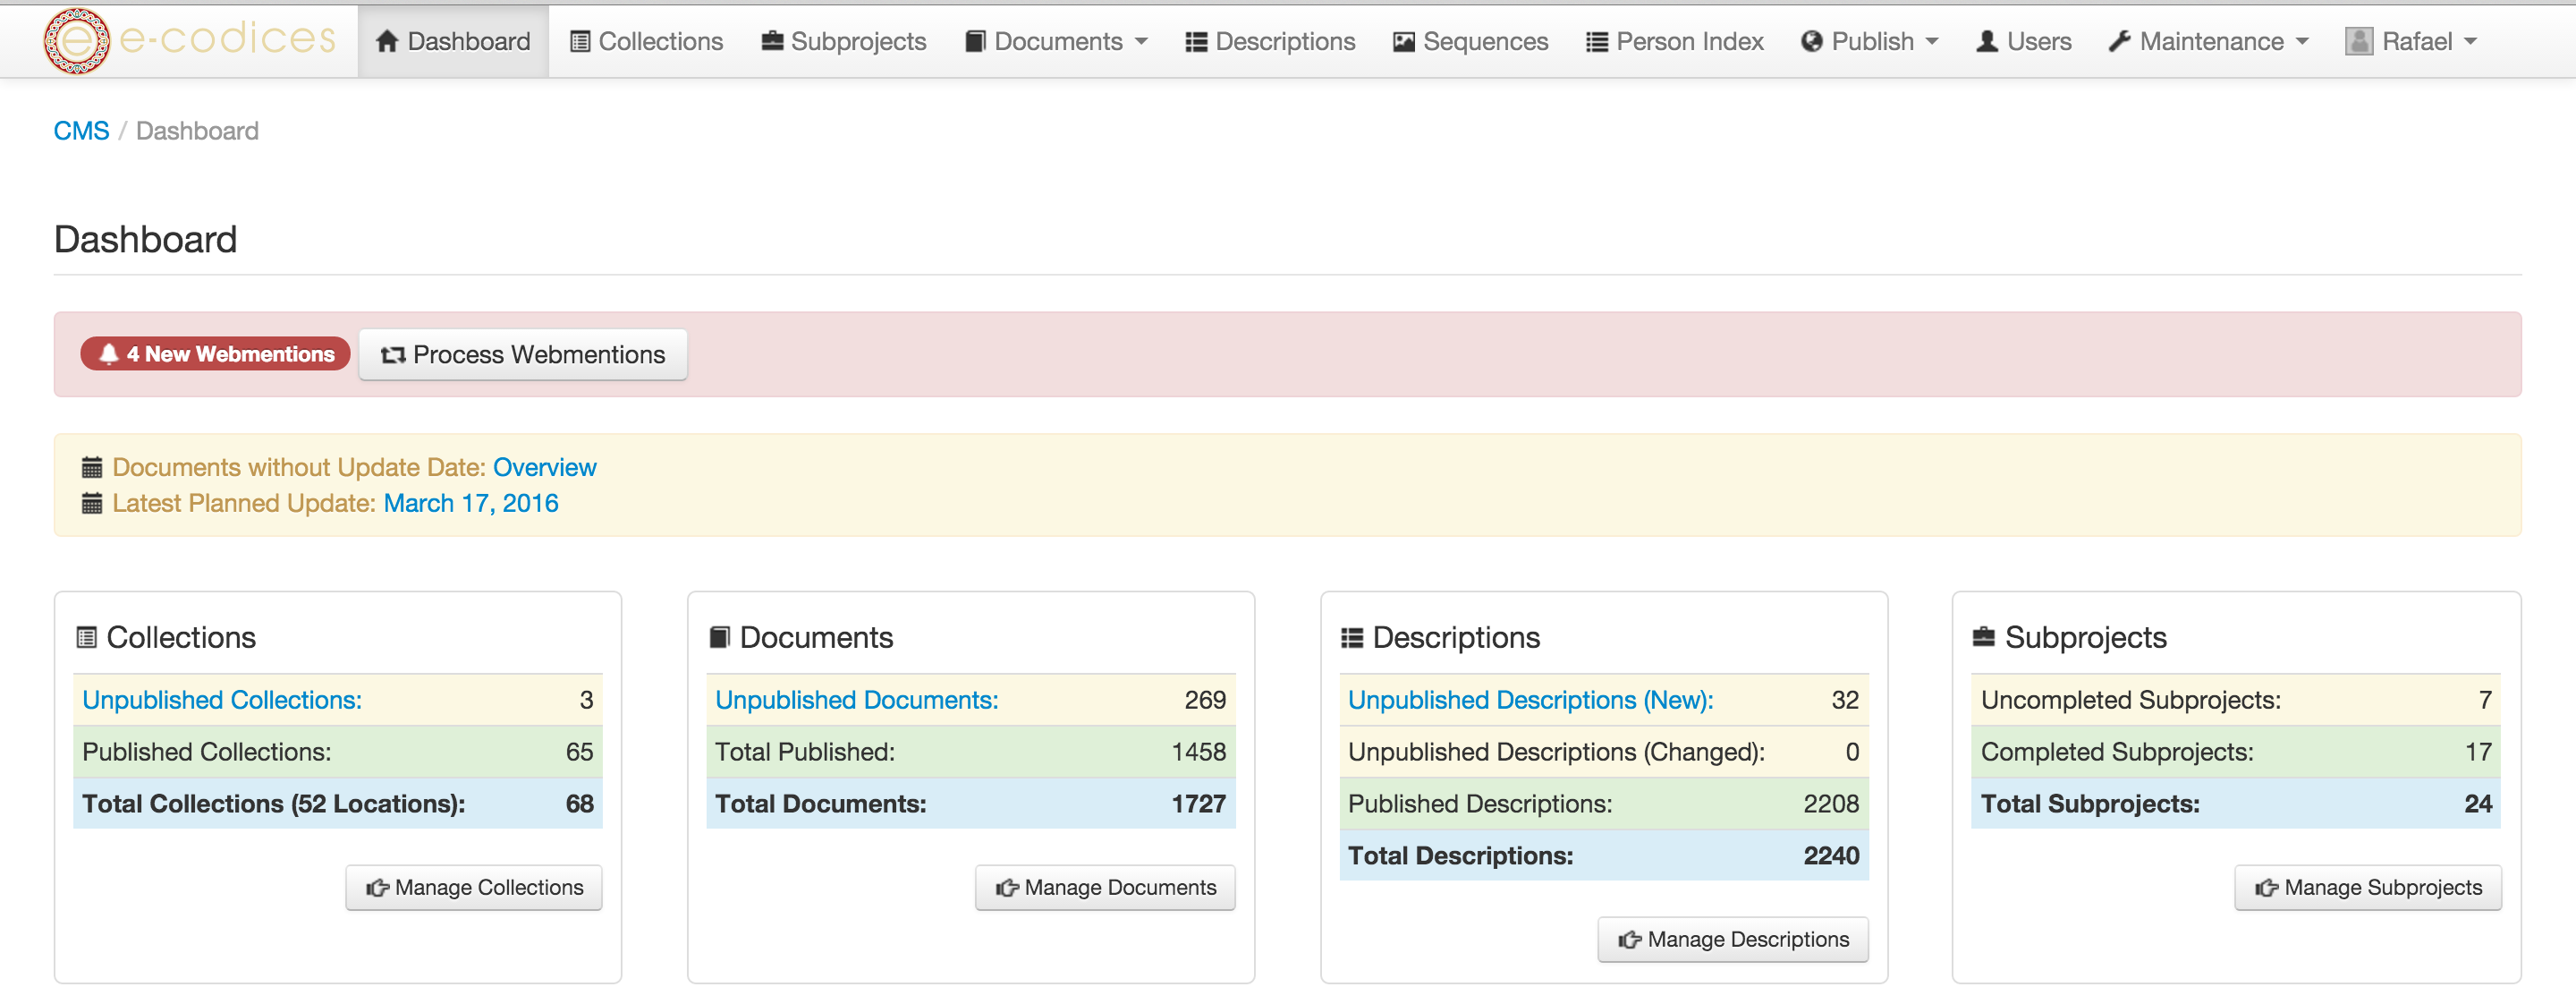 e-codices Dashboard Collections Subprojects Documents Descriptions Sequences Person Index Publish Users Maintenance Rafael
CMS / Dashboard
Dashboard
4 New Webmentions Process Webmentions
Documents without Update Date: Overview
Latest Planned Update: March 17, 2016
Collections
Unpublished Collections: 3
Published Collections: 65
Total Collections (52 Locations): 68
Manage Collections
Documents
Unpublished Documents: 269
Total Published: 1458
Total Documents: 1727
Manage Documents
Descriptions
Unpublished Descriptions (New): 32
Unpublished Descriptions (Changed): 0
Published Descriptions: 2208
Total Descriptions: 2240
Manage Descriptions
Subprojects
Uncompleted Subprojects: 7
Completed Subprojects: 17
Total Subprojects: 24
Manage Subprojects